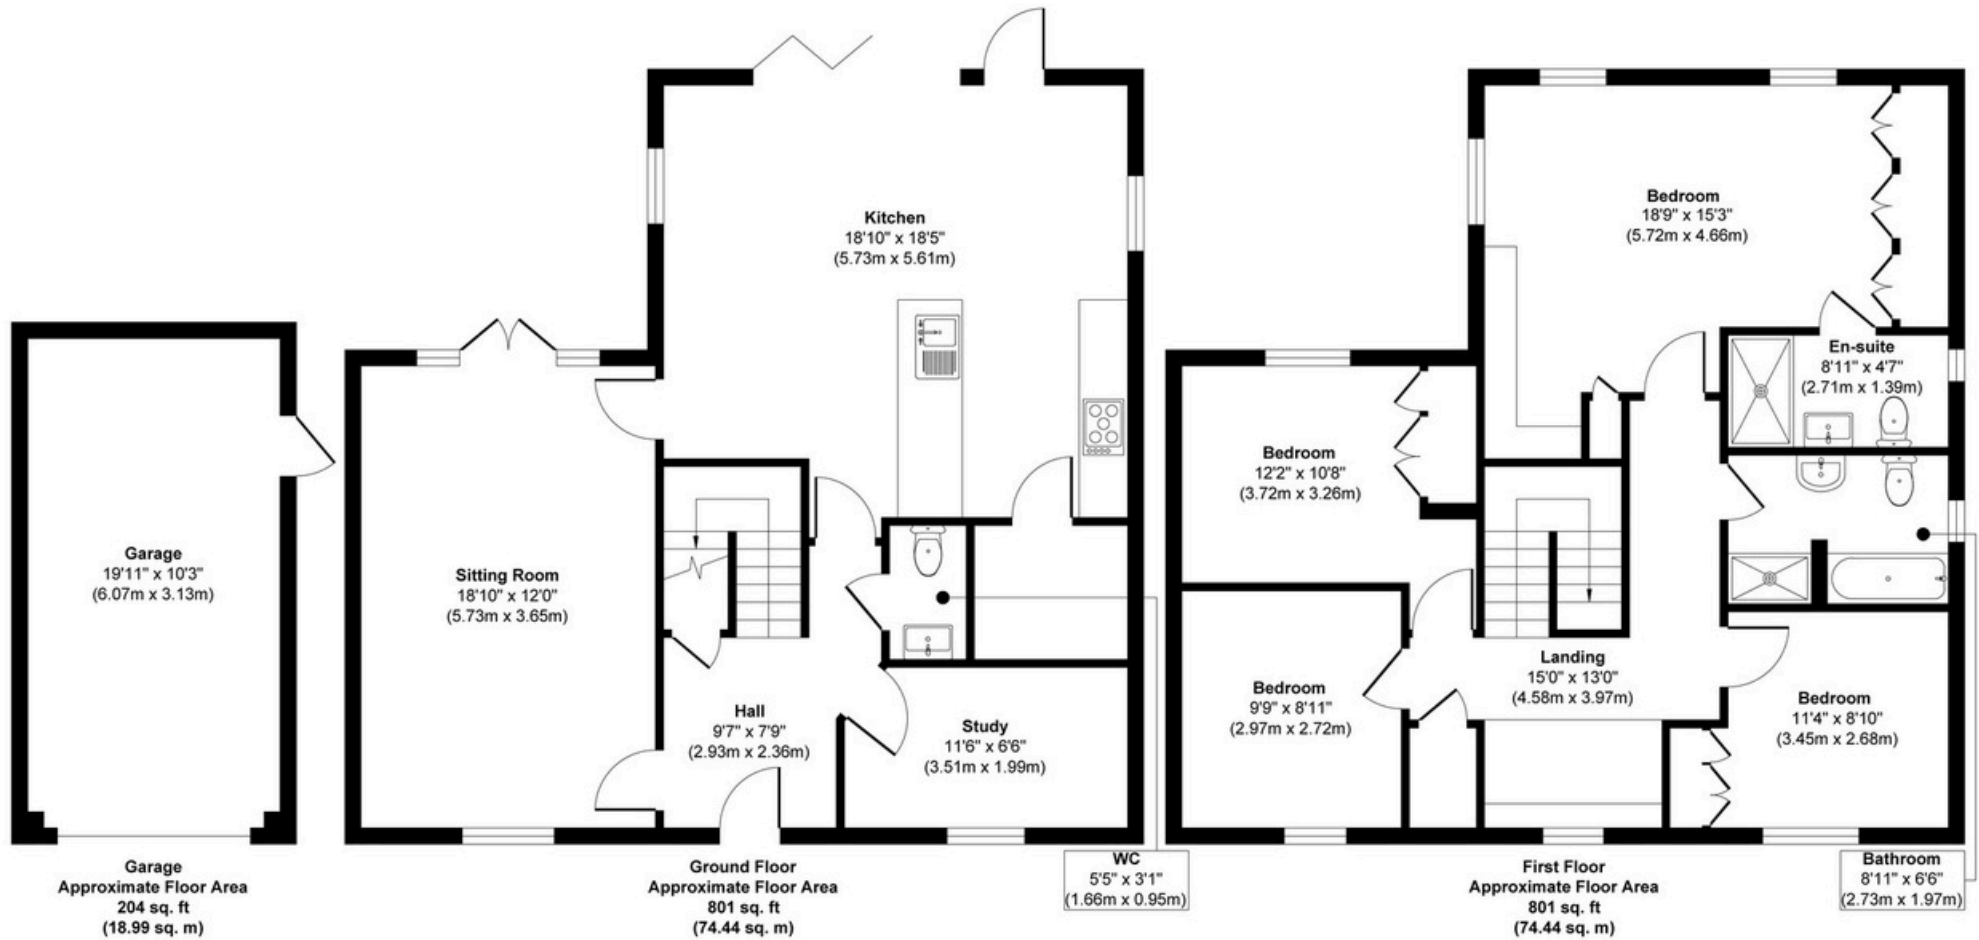 Kitchen
18'10" x 18'5"
(5.73m x 5.61m)
Bedroom
18'9" x 15'3"
(5.72m x 4.66m)
En-suite
8'11" x 4'7"
(2.71m x 1.39m)
Bedroom
12'2" x 10'8"
(3.72m x 3.26m)
Garage
19'11" x 10'3"
(6.07m x 3.13m)
Sitting Room
18'10" x 12'0"
(5.73m x 3.65m)
Hall
9'7" x 7'9"
(2.93m x 2.36m)
Study
11'6" x 6'6"
(3.51m x 1.99m)
Bedroom
9'9" x 8'11"
(2.97m x 2.72m)
Landing
15'0" x 13'0"
(4.58m x 3.97m)
Bedroom
11'4" x 8'10"
(3.45m x 2.68m)
Garage
Approximate Floor Area
204 sq. ft
(18.99 sq. m)
Ground Floor
Approximate Floor Area
801 sq. ft
(74.44 sq. m)
WC
5'5" x 3'1"
(1.66m x 0.95m)
First Floor
Approximate Floor Area
801 sq. ft
(74.44 sq. m)
Bathroom
8'11" x 6'6"
(2.73m x 1.97m)